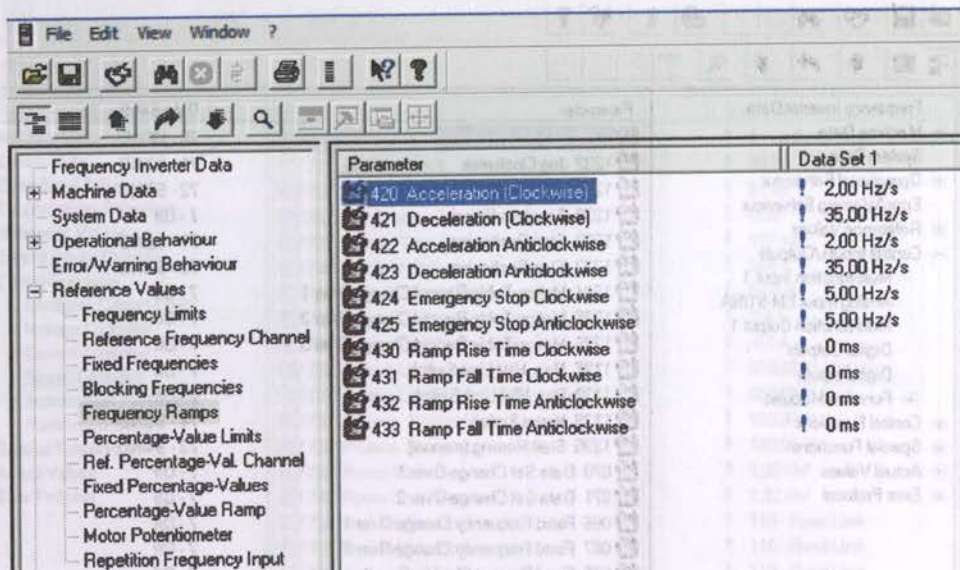 File Edit View Window ?
Frequency Inverter Data
Machine Data
System Data
Operational Behaviour
Error/Warning Behaviour
Reference Values
Frequency Limits
Reference Frequency Channel
Fixed Frequencies
Blocking Frequencies
Frequency Ramps
Percentage-Value Limits
Ref. Percentage-Val. Channel
Fixed Percentage-Values
Percentage-Value Ramp
Motor Potentiometer
Repetition Frequency Input
Parameter Data Set 1
420 Acceleration (Clockwise) 2.00 Hz/s
421 Deceleration (Clockwise) 35.00 Hz/s
422 Acceleration Anticlockwise 2.00 Hz/s
423 Deceleration Anticlockwise 35.00 Hz/s
424 Emergency Stop Clockwise 5.00 Hz/s
425 Emergency Stop Anticlockwise 5.00 Hz/s
430 Ramp Rise Time Clockwise 0 ms
431 Ramp Fall Time Clockwise 0 ms
432 Ramp Rise Time Anticlockwise 0 ms
433 Ramp Fall Time Anticlockwise 0 ms